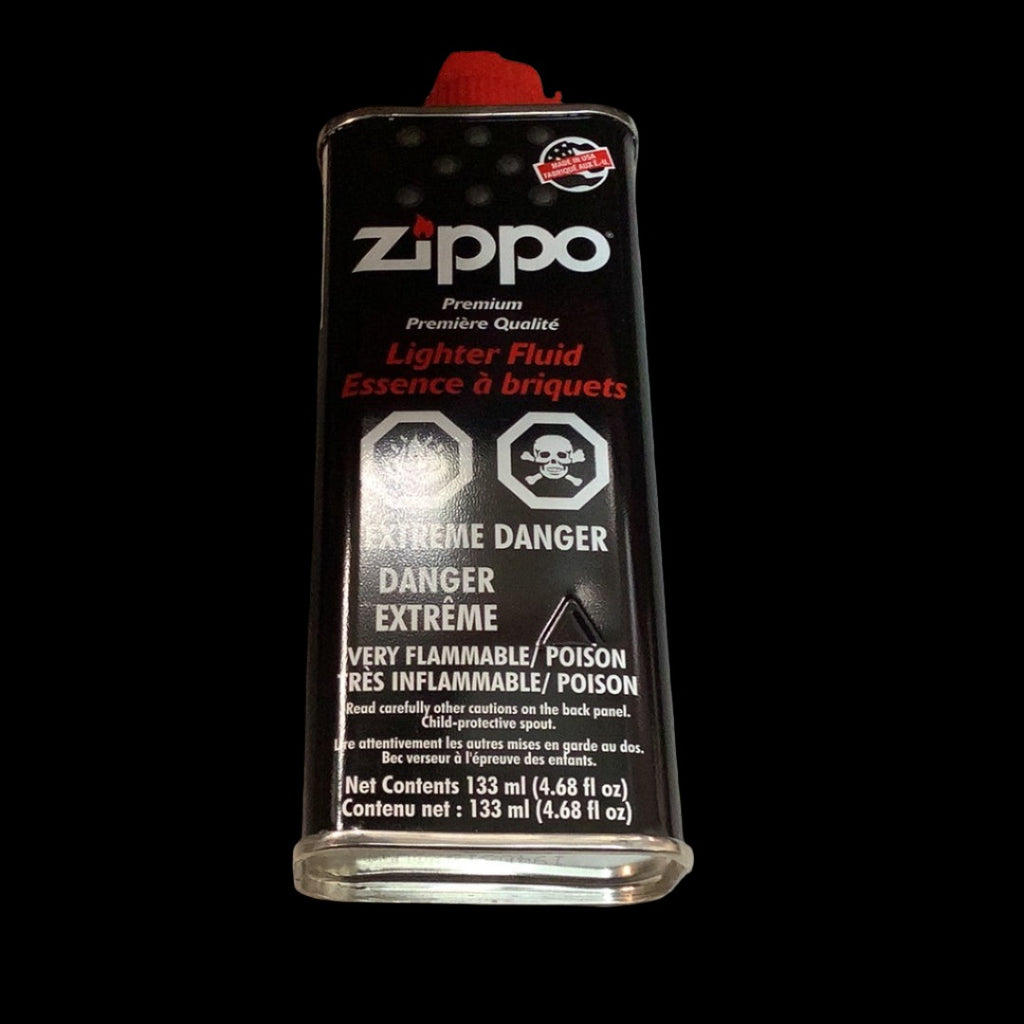 MADE IN USA
FABRIQUÉ AUX É.-U.
Zippo®
Premium
Première Qualité
Lighter Fluid
Essence à briquets
EXTREME DANGER
DANGER
EXTRÊME
VERY FLAMMABLE/ POISON
TRÈS INFLAMMABLE/ POISON
Read carefully other cautions on the back panel.
Child-protective spout.
Lire attentivement les autres mises en garde au dos.
Bec verseur à l'épreuve des enfants.
Net Contents 133 ml (4.68 fl oz)
Contenu net : 133 ml (4.68 fl oz)